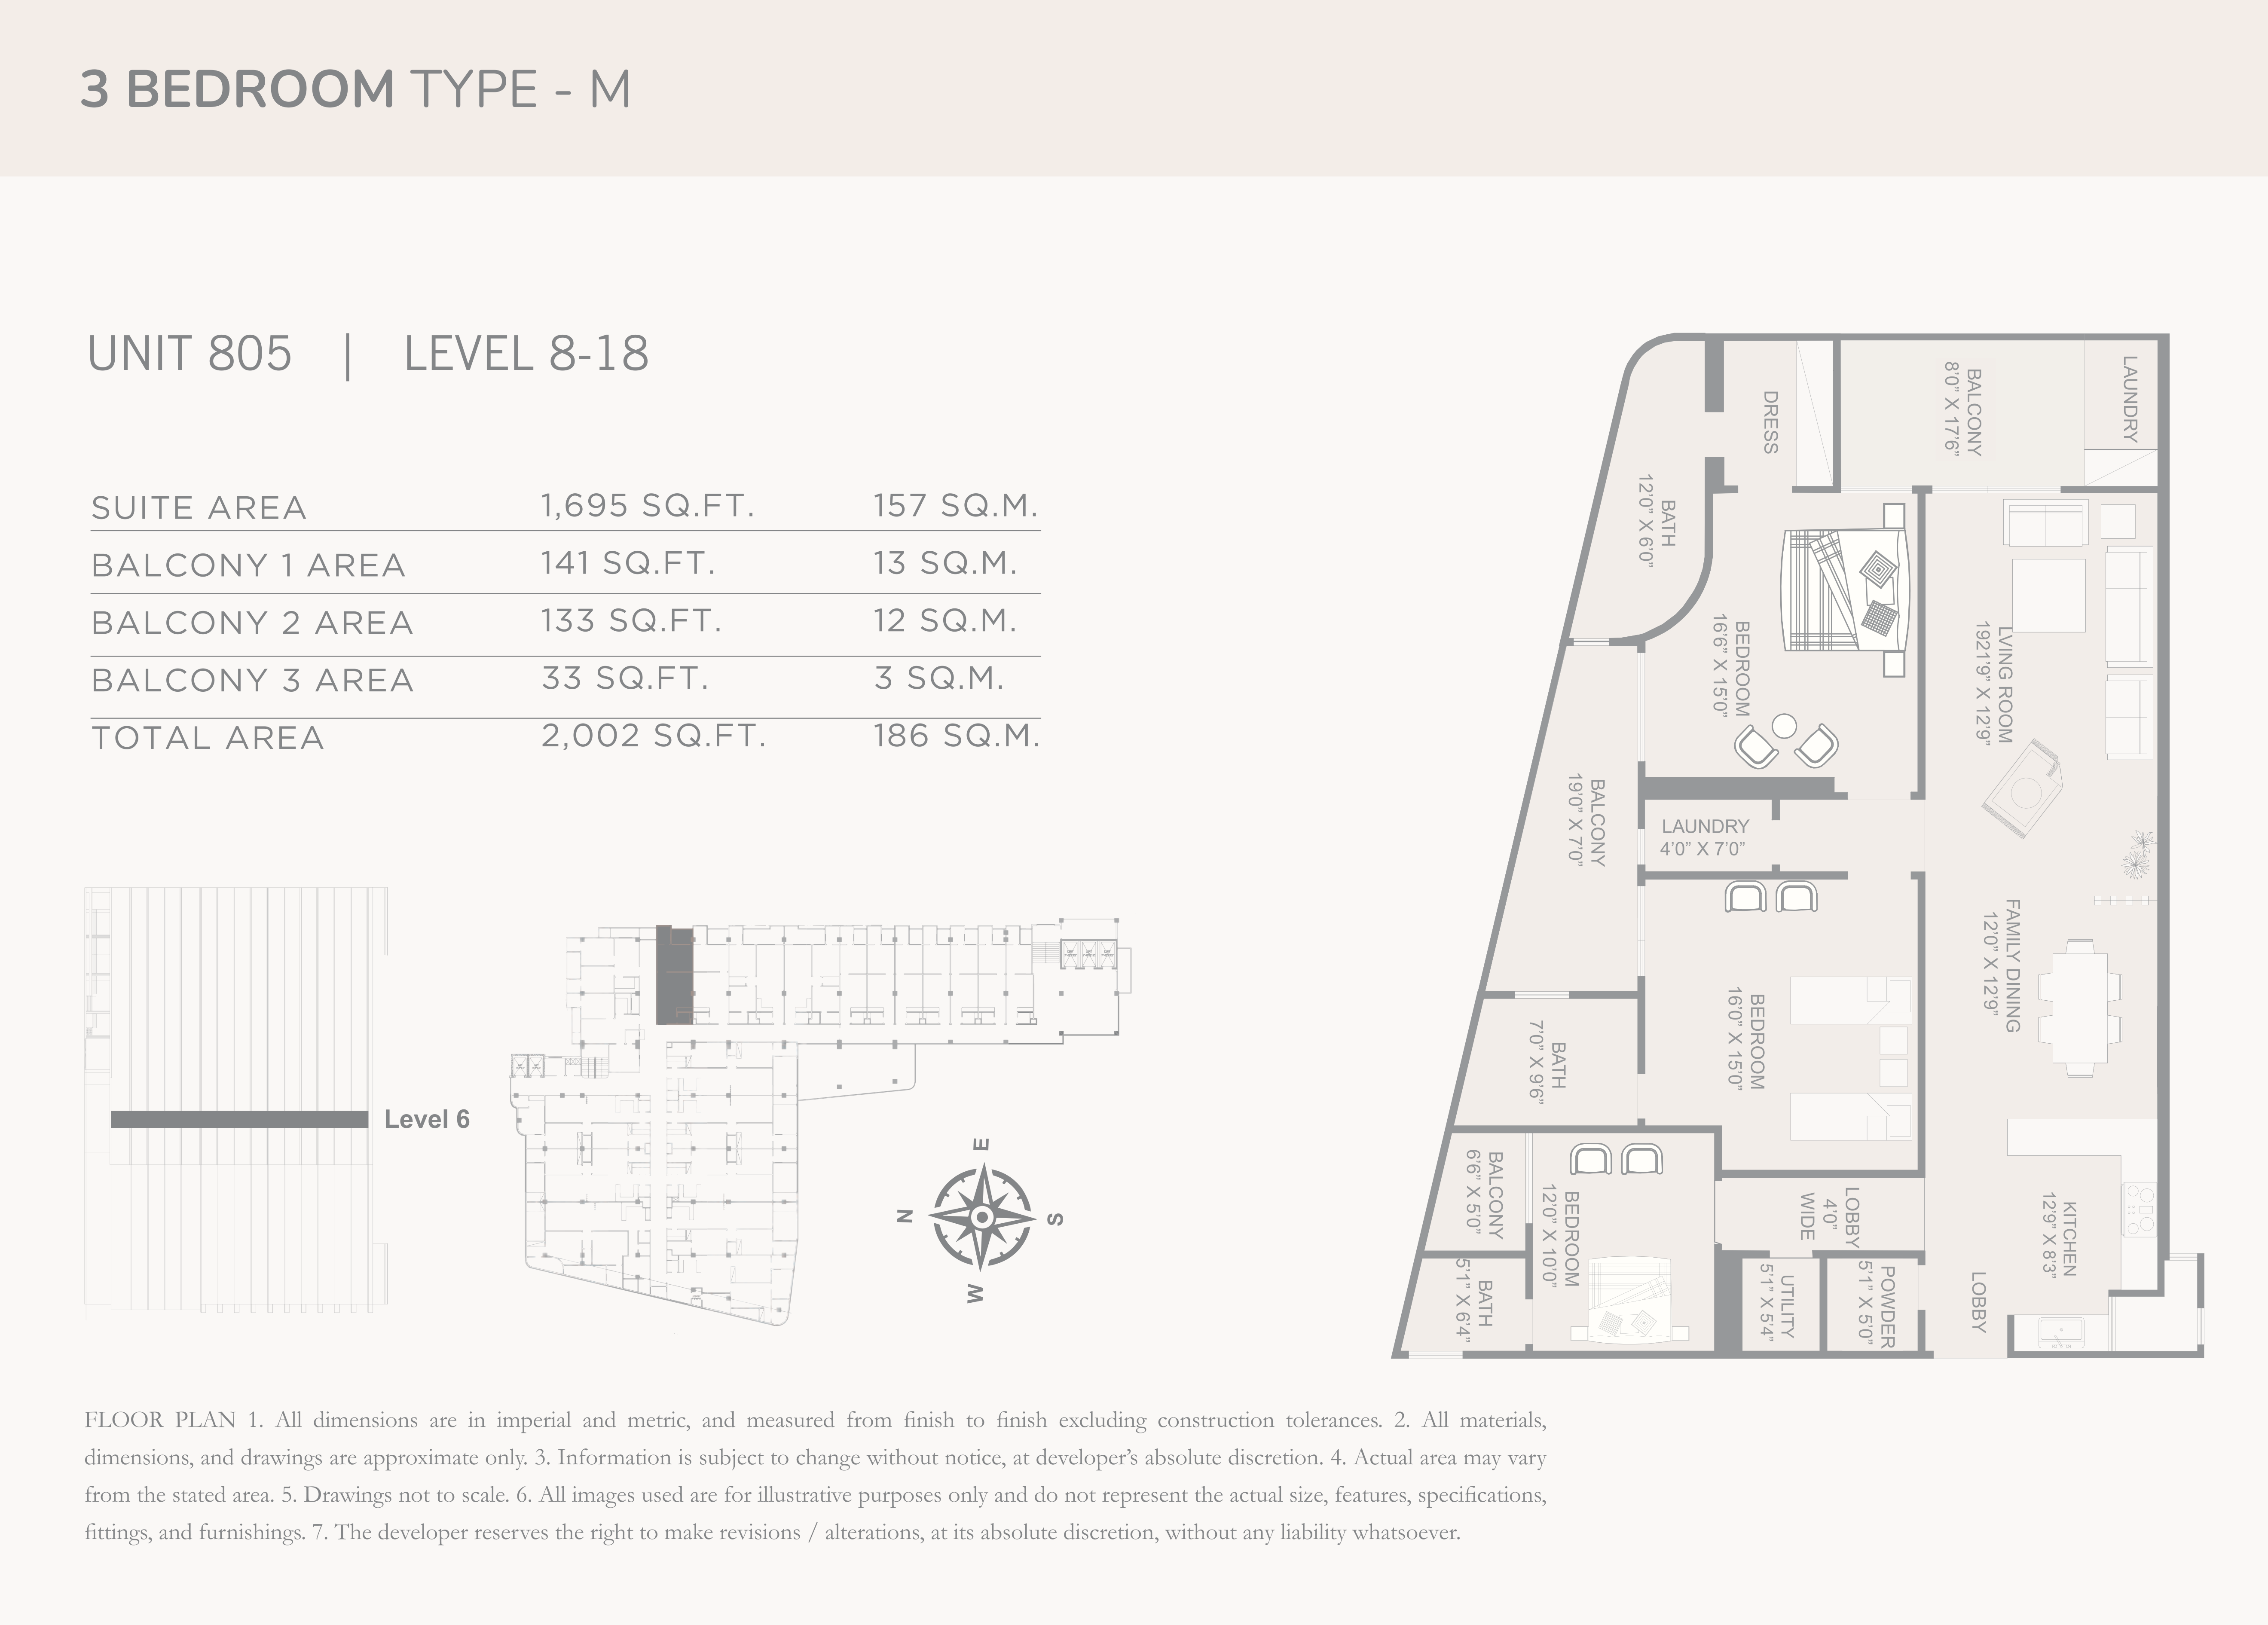 3 BEDROOM TYPE - M
UNIT 805 | LEVEL 8-18
SUITE AREA 1,695 SQ.FT. 157 SQ.M.
BALCONY 1 AREA 141 SQ.FT. 13 SQ.M.
BALCONY 2 AREA 133 SQ.FT. 12 SQ.M.
BALCONY 3 AREA 33 SQ.FT. 3 SQ.M.
TOTAL AREA 2,002 SQ.FT. 186 SQ.M.
Level 6
E
N
S
W
LAUNDRY
BALCONY
8'0" X 17'6"
DRESS
BATH
12'0" X 6'0"
BEDROOM
16'6" X 15'0"
LVING ROOM
1921'9" X 12'9"
BALCONY
19'0" X 7'0"
LAUNDRY
4'0" X 7'0"
FAMILY DINING
12'0" X 12'9"
BEDROOM
16'0" X 15'0"
BATH
7'0" X 9'6"
BALCONY
6'6" X 5'0"
BEDROOM
12'0" X 10'0"
LOBBY
4'0"
WIDE
KITCHEN
12'9" X 8'3"
BATH
5'1" X 6'4"
UTILITY
5'1" X 5'4"
POWDER
5'1" X 5'0"
LOBBY
FLOOR PLAN 1. All dimensions are in imperial and metric, and measured from finish to finish excluding construction tolerances. 2. All materials,
dimensions, and drawings are approximate only. 3. Information is subject to change without notice, at developer's absolute discretion. 4. Actual area may vary
from the stated area. 5. Drawings not to scale. 6. All images used are for illustrative purposes only and do not represent the actual size, features, specifications,
fittings, and furnishings. 7. The developer reserves the right to make revisions / alterations, at its absolute discretion, without any liability whatsoever.